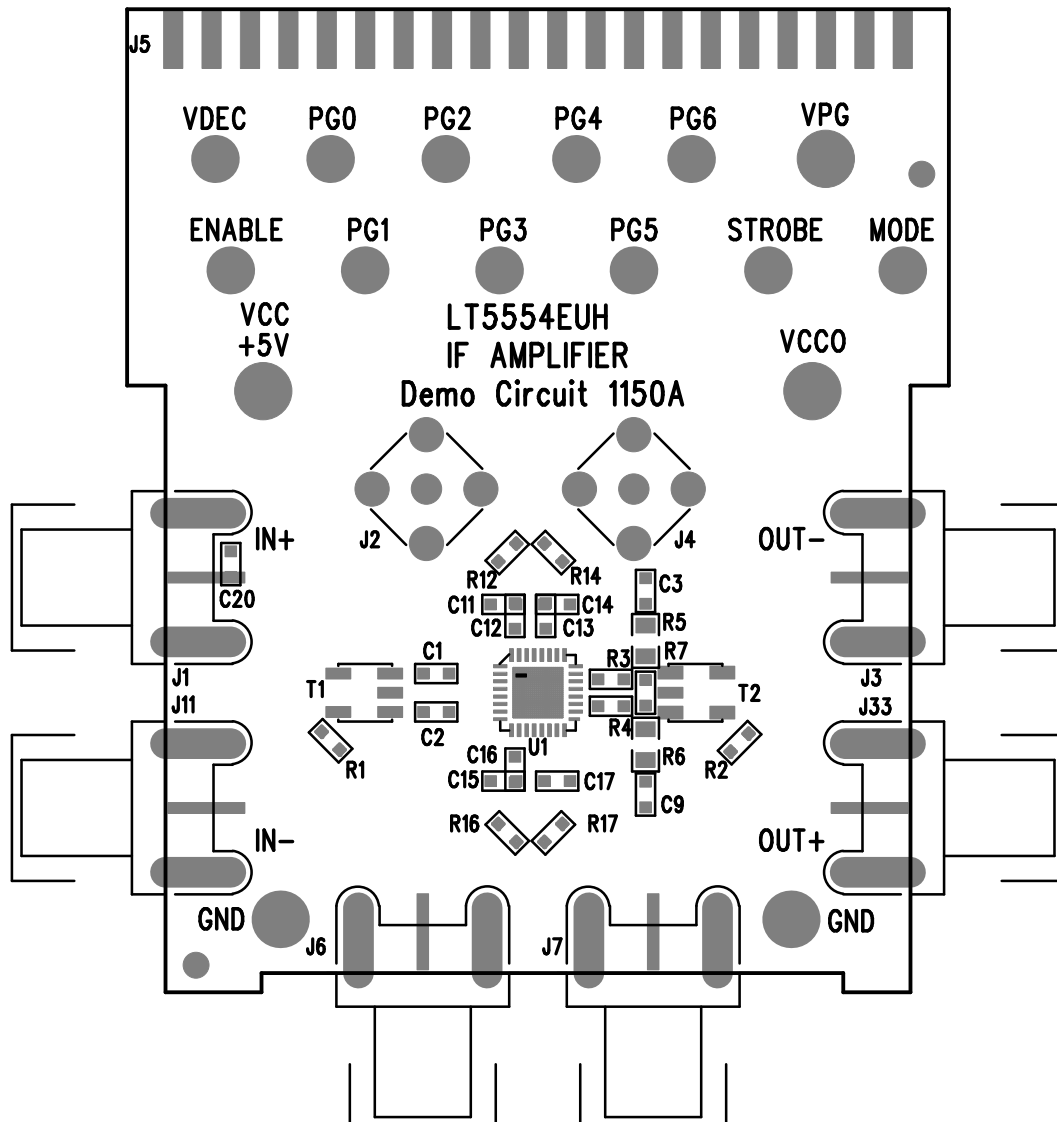 J5
VDEC PG0 PG2 PG4 PG6 VPG
ENABLE PG1 PG3 PG5 STROBE MODE
VCC
+5V
LT5554EUH
IF AMPLIFIER
Demo Circuit 1150A
VCCO
J2 J4
IN+ OUT-
R12 R14
C20 C11 C14 C3
C12 C13 R5
J1 C1 R3 R7 J3
T1 T2
J11 C2 R4 J33
U1
R1 C16 R6 R2
C15 C17 C9
R16 R17
IN- OUT+
GND GND
J6 J7